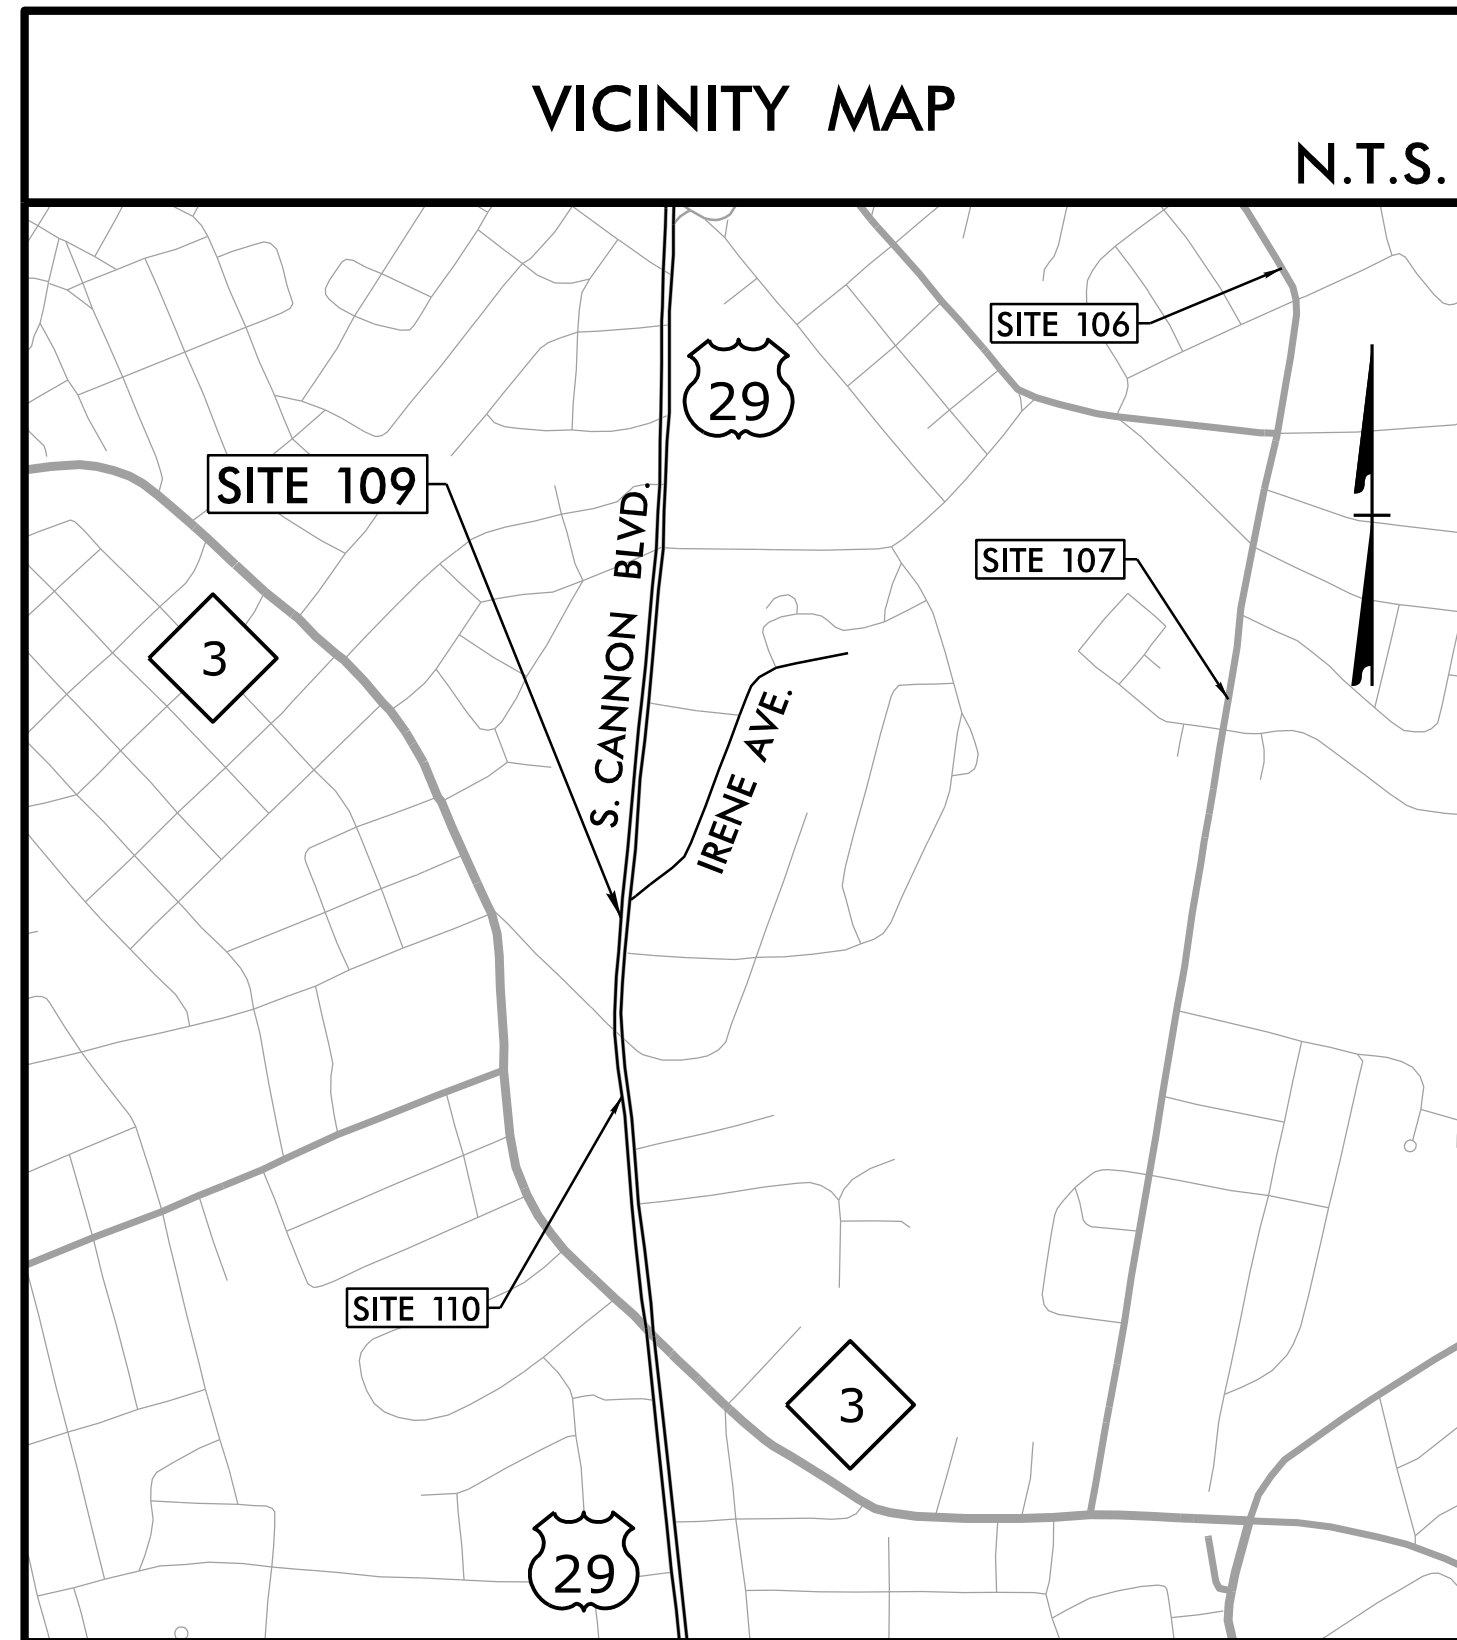 VICINITY MAP
N.T.S.
SITE 106
29
SITE 109
S. CANNON BLVD.
SITE 107
3
IRENE AVE.
SITE 110
3
29